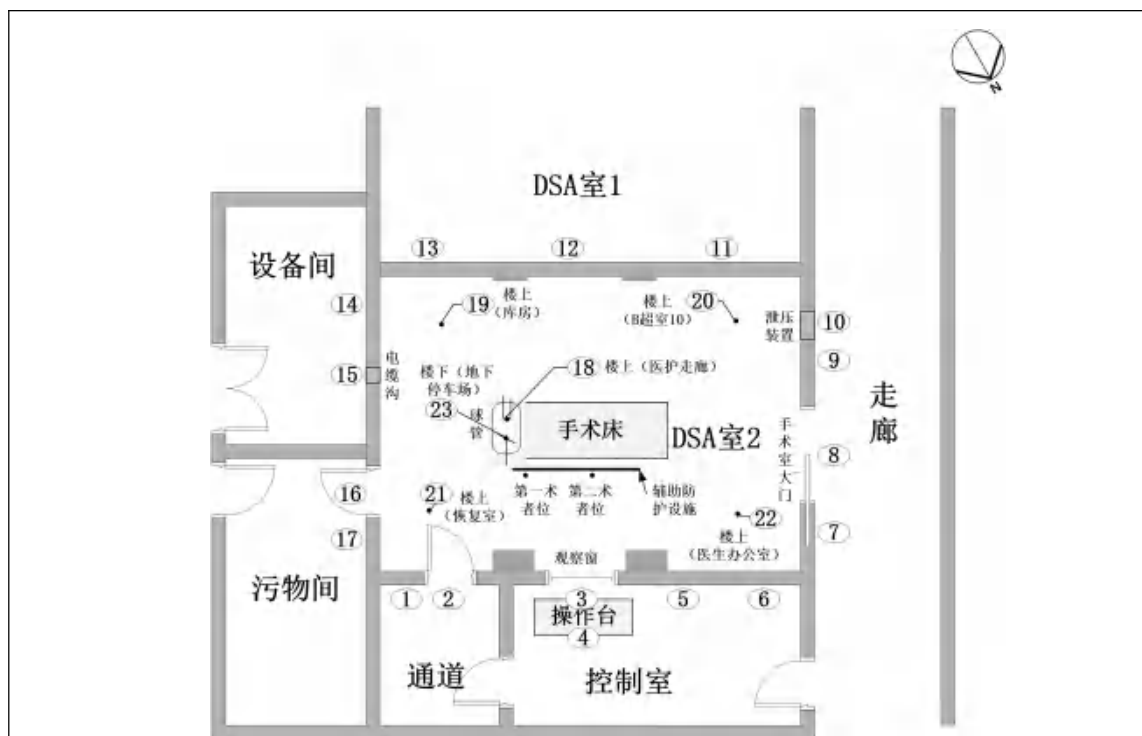 N
DSA室1
13
12
11
设备间
14
19
楼上
（库房）
楼上
（B超室10）
20
泄压
装置
10
9
15
电
缆
沟
楼下（地下
停车场）
23
18
楼上（医护走廊）
球
管
手术床
DSA室2
手
术
室
大
门
走
廊
8
16
21
楼上
（恢复室）
第一术
者位
第二术
者位
辅助防
护设施
22
楼上
（医生办公室）
7
17
污物间
观察窗
1
2
3
操作台
4
5
6
通道
控制室